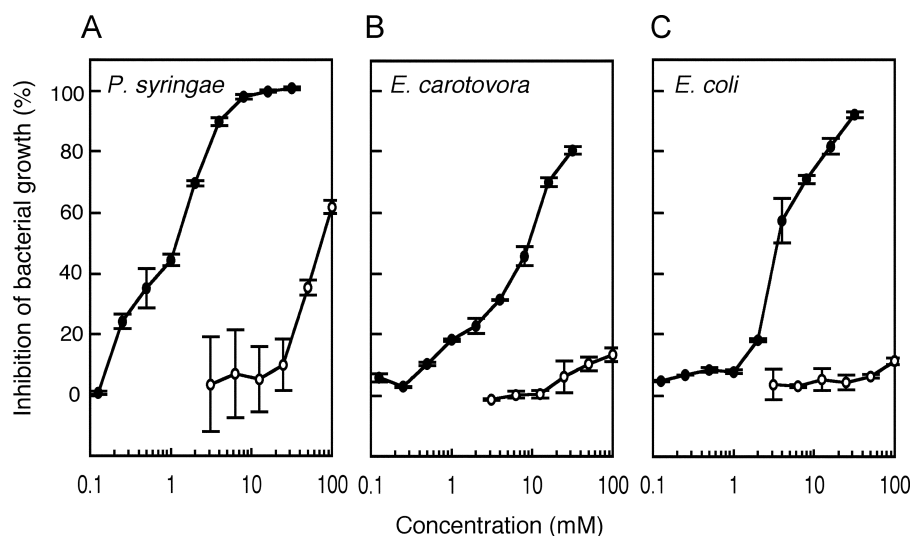 A
B
C
P. syringae
E. carotovora
E. coli
Inhibition of bacterial growth (%)
100
80
60
40
20
0
0.1 1 10 100
0.1 1 10 100
0.1 1 10 100
Concentration (mM)